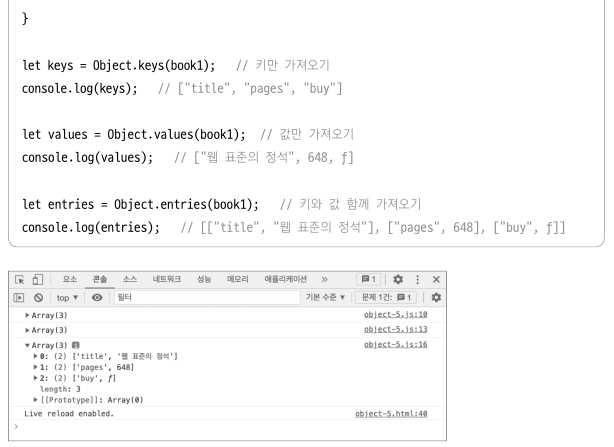 }
let keys = Object.keys(book1); // 키만 가져오기
console.log(keys); // ["title", "pages", "buy"]
let values = Object.values(book1); // 값만 가져오기
console.log(values); // ["웹 표준의 정석", 648, ƒ]
let entries = Object.entries(book1); // 키와 값 함께 가져오기
console.log(entries); // [["title", "웹 표준의 정석"], ["pages", 648], ["buy", ƒ]]
요소 콘솔 소스 네트워크 성능 메모리 애플리케이션 » 1
top ▼ 필터 기본 수준 ▼ 문제 1건: 1
▶ Array(3) object-5.js:10
▶ Array(3) object-5.js:13
▼ Array(3) i object-5.js:16
▶ 0: (2) ['title', '웹 표준의 정석']
▶ 1: (2) ['pages', 648]
▶ 2: (2) ['buy', ƒ]
length: 3
▶ [[Prototype]]: Array(0)
Live reload enabled. object-5.html:40
>